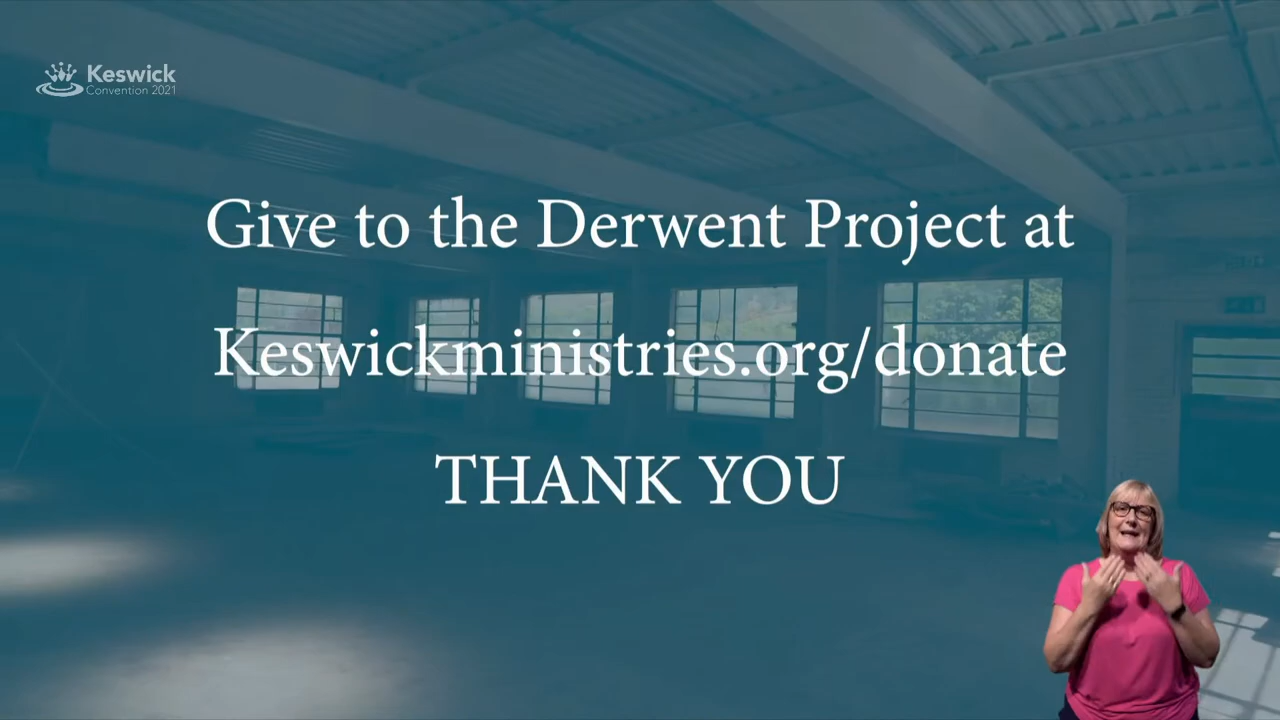 Keswick
Convention 2021
Give to the Derwent Project at
Keswickministries.org/donate
THANK YOU